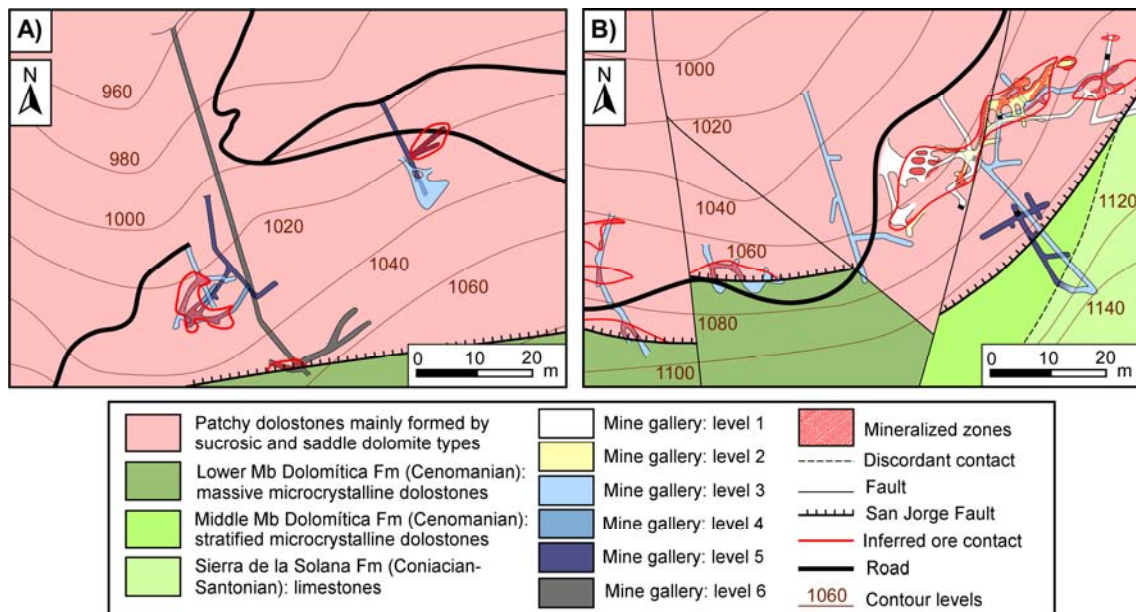 A)
N
960
980
1000
1020
1040
1060
0 10 20
m
B)
N
1000
1020
1040
1060
1080
1100
1120
1140
0 10 20
m
Patchy dolostones mainly formed by
sucrosic and saddle dolomite types
Lower Mb Dolomítica Fm (Cenomanian):
massive microcrystalline dolostones
Middle Mb Dolomítica Fm (Cenomanian):
stratified microcrystalline dolostones
Sierra de la Solana Fm (Coniacian-
Santonian): limestones
Mine gallery: level 1
Mine gallery: level 2
Mine gallery: level 3
Mine gallery: level 4
Mine gallery: level 5
Mine gallery: level 6
Mineralized zones
Discordant contact
Fault
San Jorge Fault
Inferred ore contact
Road
1060 Contour levels